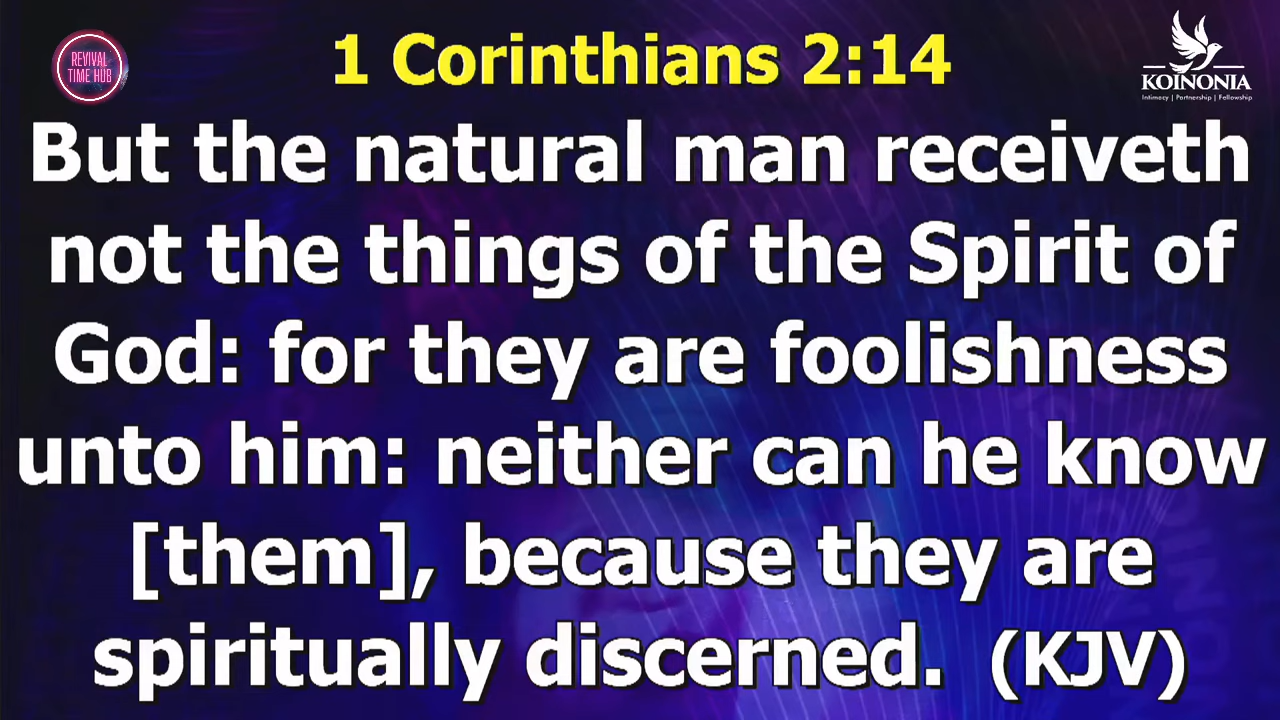 REVIVAL
TIME HUB
1 Corinthians 2:14
KOINONIA
Intimacy | Partnership | Fellowship
But the natural man receiveth
not the things of the Spirit of
God: for they are foolishness
unto him: neither can he know
[them], because they are
spiritually discerned. (KJV)